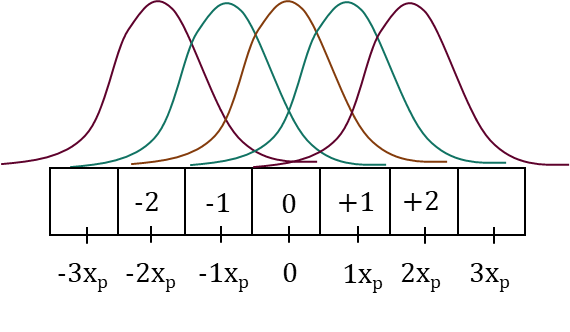 -2 -1 0 +1 +2
-3xₚ -2xₚ -1xₚ 0 1xₚ 2xₚ 3xₚ